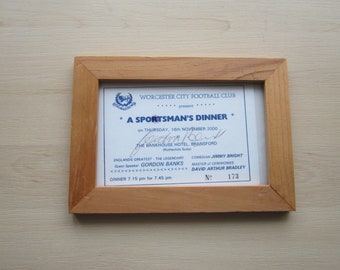 WORCESTER CITY FOOTBALL CLUB
present
" A SPORTSMAN'S DINNER "
on THURSDAY, 16th NOVEMBER 2000
THE BANKHOUSE HOTEL, BRANSFORD
ENGLANDS GREATEST - THE LEGENDARY
Guest Speaker GORDON BANKS
COMEDIAN JIMMY BRIGHT
MASTER of CEREMONIES
DAVID ARTHUR BRADLEY
DINNER 7.15 pm for 7.45 pm
No 173